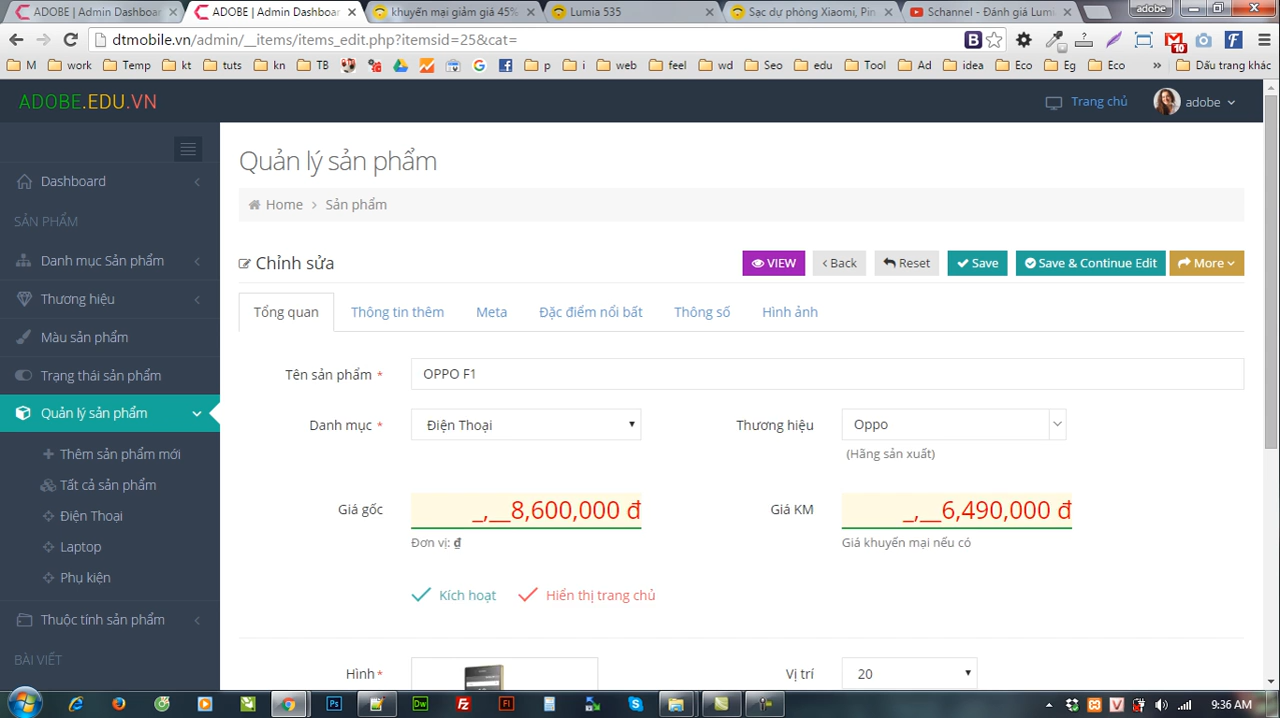 ADOBE | Admin Dashboar
ADOBE | Admin Dashboar
khuyến mại giảm giá 45%
Lumia 535
Sạc dự phòng Xiaomi, Pin
Schannel - Đánh giá Lum
adobe
dtmobile.vn/admin/__items/items_edit.php?itemsid=25&cat=
10
M
work
Temp
kt
tuts
kn
TB
p
i
web
feel
wd
Seo
edu
Tool
Ad
idea
Eco
Eg
Eco
»
Dấu trang khác
ADOBE.EDU.VN
Trang chủ
adobe
Dashboard
SẢN PHẨM
Danh mục Sản phẩm
Thương hiệu
Màu sản phẩm
Trạng thái sản phẩm
Quản lý sản phẩm
Thêm sản phẩm mới
Tất cả sản phẩm
Điện Thoại
Laptop
Phụ kiện
Thuộc tính sản phẩm
BÀI VIẾT
Quản lý sản phẩm
Home > Sản phẩm
Chỉnh sửa
VIEW
Back
Reset
Save
Save & Continue Edit
More
Tổng quan
Thông tin thêm
Meta
Đặc điểm nổi bất
Thông số
Hình ảnh
Tên sản phẩm *
OPPO F1
Danh mục *
Điện Thoại
Thương hiệu
Oppo
(Hãng sản xuất)
Giá gốc
_,__8,600,000 đ
Đơn vị: đ
Giá KM
_,__6,490,000 đ
Giá khuyến mại nếu có
Kích hoạt
Hiển thị trang chủ
Hình *
Vị trí
20
9:36 AM